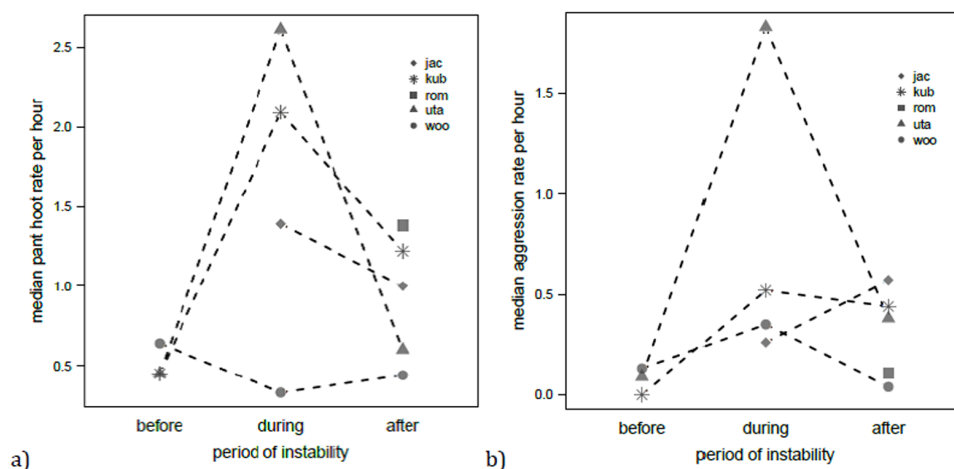 median pant hoot rate per hour
2.5
2.0
1.5
1.0
0.5
jac
kub
rom
uta
woo
before during after
period of instability
a)
median aggression rate per hour
1.5
1.0
0.5
0.0
jac
kub
rom
uta
woo
before during after
period of instability
b)